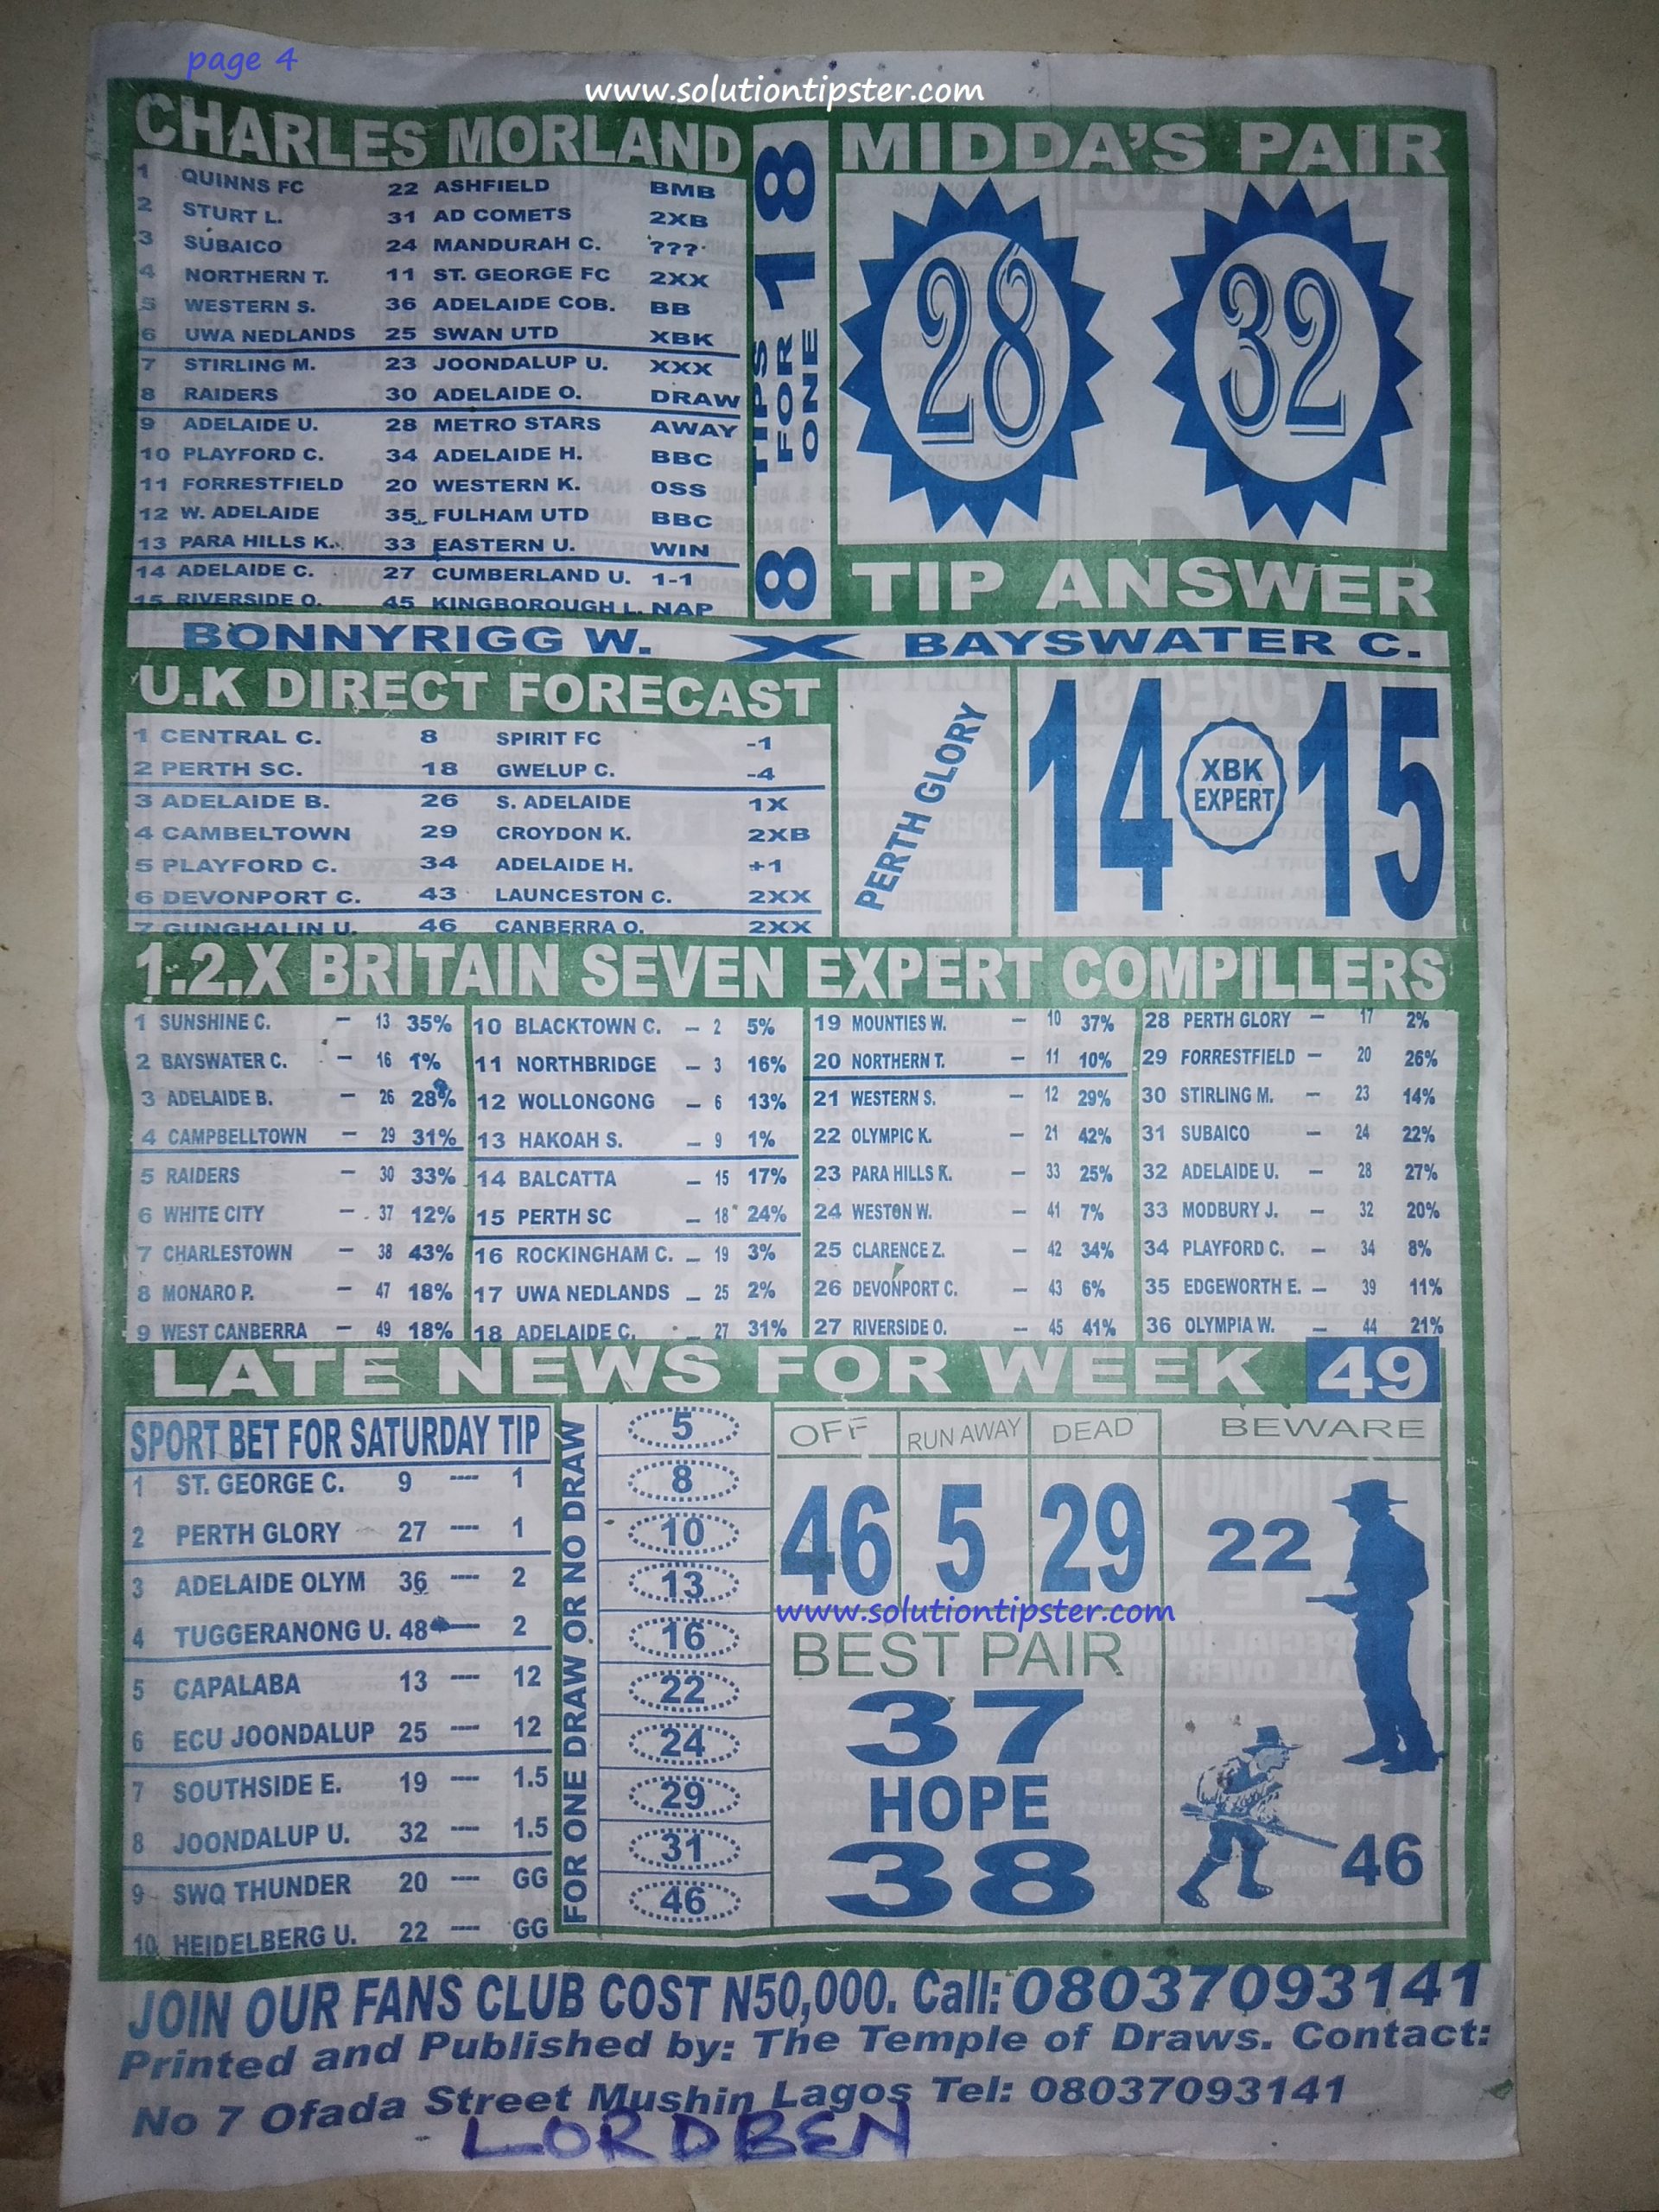 page 4
www.solutiontipster.com
CHARLES MORLAND
1 QUINNS FC 22 ASHFIELD BMB
2 STURT L. 31 AD COMETS 2XB
3 SUBAICO 24 MANDURAH C. ???
4 NORTHERN T. 11 ST. GEORGE FC 2XX
5 WESTERN S. 36 ADELAIDE COB. BB
6 UWA NEDLANDS 25 SWAN UTD XBK
7 STIRLING M. 23 JOONDALUP U. XXX
8 RAIDERS 30 ADELAIDE O. DRAW
9 ADELAIDE U. 28 METRO STARS AWAY
10 PLAYFORD C. 34 ADELAIDE H. BBC
11 FORRESTFIELD 20 WESTERN K. OSS
12 W. ADELAIDE 35 FULHAM UTD BBC
13 PARA HILLS K. 33 EASTERN U. WIN
14 ADELAIDE C. 27 CUMBERLAND U. 1-1
15 RIVERSIDE O. 45 KINGBOROUGH L. NAP
8 TIPS FOR ONE 18
MIDDA'S PAIR
28 32
TIP ANSWER
BONNYRIGG W. X BAYSWATER C.
U.K DIRECT FORECAST
1 CENTRAL C. 8 SPIRIT FC -1
2 PERTH SC. 18 GWELUP C. -4
3 ADELAIDE B. 26 S. ADELAIDE 1X
4 CAMBELTOWN 29 CROYDON K. 2XB
5 PLAYFORD C. 34 ADELAIDE H. +1
6 DEVONPORT C. 43 LAUNCESTON C. 2XX
7 GUNGHALIN U. 46 CANBERRA O. 2XX
PERTH GLORY
14 XBK EXPERT 15
1.2.X BRITAIN SEVEN EXPERT COMPILLERS
1 SUNSHINE C. – 13 35%
2 BAYSWATER C. – 16 1%
3 ADELAIDE B. – 26 28%
4 CAMPBELLTOWN – 29 31%
5 RAIDERS – 30 33%
6 WHITE CITY – 37 12%
7 CHARLESTOWN – 38 43%
8 MONARO P. – 47 18%
9 WEST CANBERRA – 49 18%
10 BLACKTOWN C. – 2 5%
11 NORTHBRIDGE – 3 16%
12 WOLLONGONG – 6 13%
13 HAKOAH S. – 9 1%
14 BALCATTA – 15 17%
15 PERTH SC – 18 24%
16 ROCKINGHAM C. – 19 3%
17 UWA NEDLANDS – 25 2%
18 ADELAIDE C. – 27 31%
19 MOUNTIES W. – 10 37%
20 NORTHERN T. – 11 10%
21 WESTERN S. – 12 29%
22 OLYMPIC K. – 21 42%
23 PARA HILLS K. – 33 25%
24 WESTON W. – 41 7%
25 CLARENCE Z. – 42 34%
26 DEVONPORT C. – 43 6%
27 RIVERSIDE O. – 45 41%
28 PERTH GLORY – 17 2%
29 FORRESTFIELD – 20 26%
30 STIRLING M. – 23 14%
31 SUBAICO – 24 22%
32 ADELAIDE U. – 28 27%
33 MODBURY J. – 32 20%
34 PLAYFORD C. – 34 8%
35 EDGEWORTH E. – 39 11%
36 OLYMPIA W. – 44 21%
LATE NEWS FOR WEEK 49
SPORT BET FOR SATURDAY TIP
1 ST. GEORGE C. 9 ---- 1
2 PERTH GLORY 27 ---- 1
3 ADELAIDE OLYM 36 ---- 2
4 TUGGERANONG U. 48 ---- 2
5 CAPALABA 13 ---- 12
6 ECU JOONDALUP 25 ---- 12
7 SOUTHSIDE E. 19 ---- 1.5
8 JOONDALUP U. 32 ---- 1.5
9 SWQ THUNDER 20 ---- GG
10 HEIDELBERG U. 22 ---- GG
FOR ONE DRAW OR NO DRAW
5
8
10
13
16
22
24
29
31
46
OFF RUN AWAY DEAD
46 5 29
www.solutiontipster.com
BEST PAIR
37
HOPE
38
BEWARE
22
46
JOIN OUR FANS CLUB COST N50,000. Call: 08037093141
Printed and Published by: The Temple of Draws. Contact:
No 7 Ofada Street Mushin Lagos Tel: 08037093141
LORDBEN